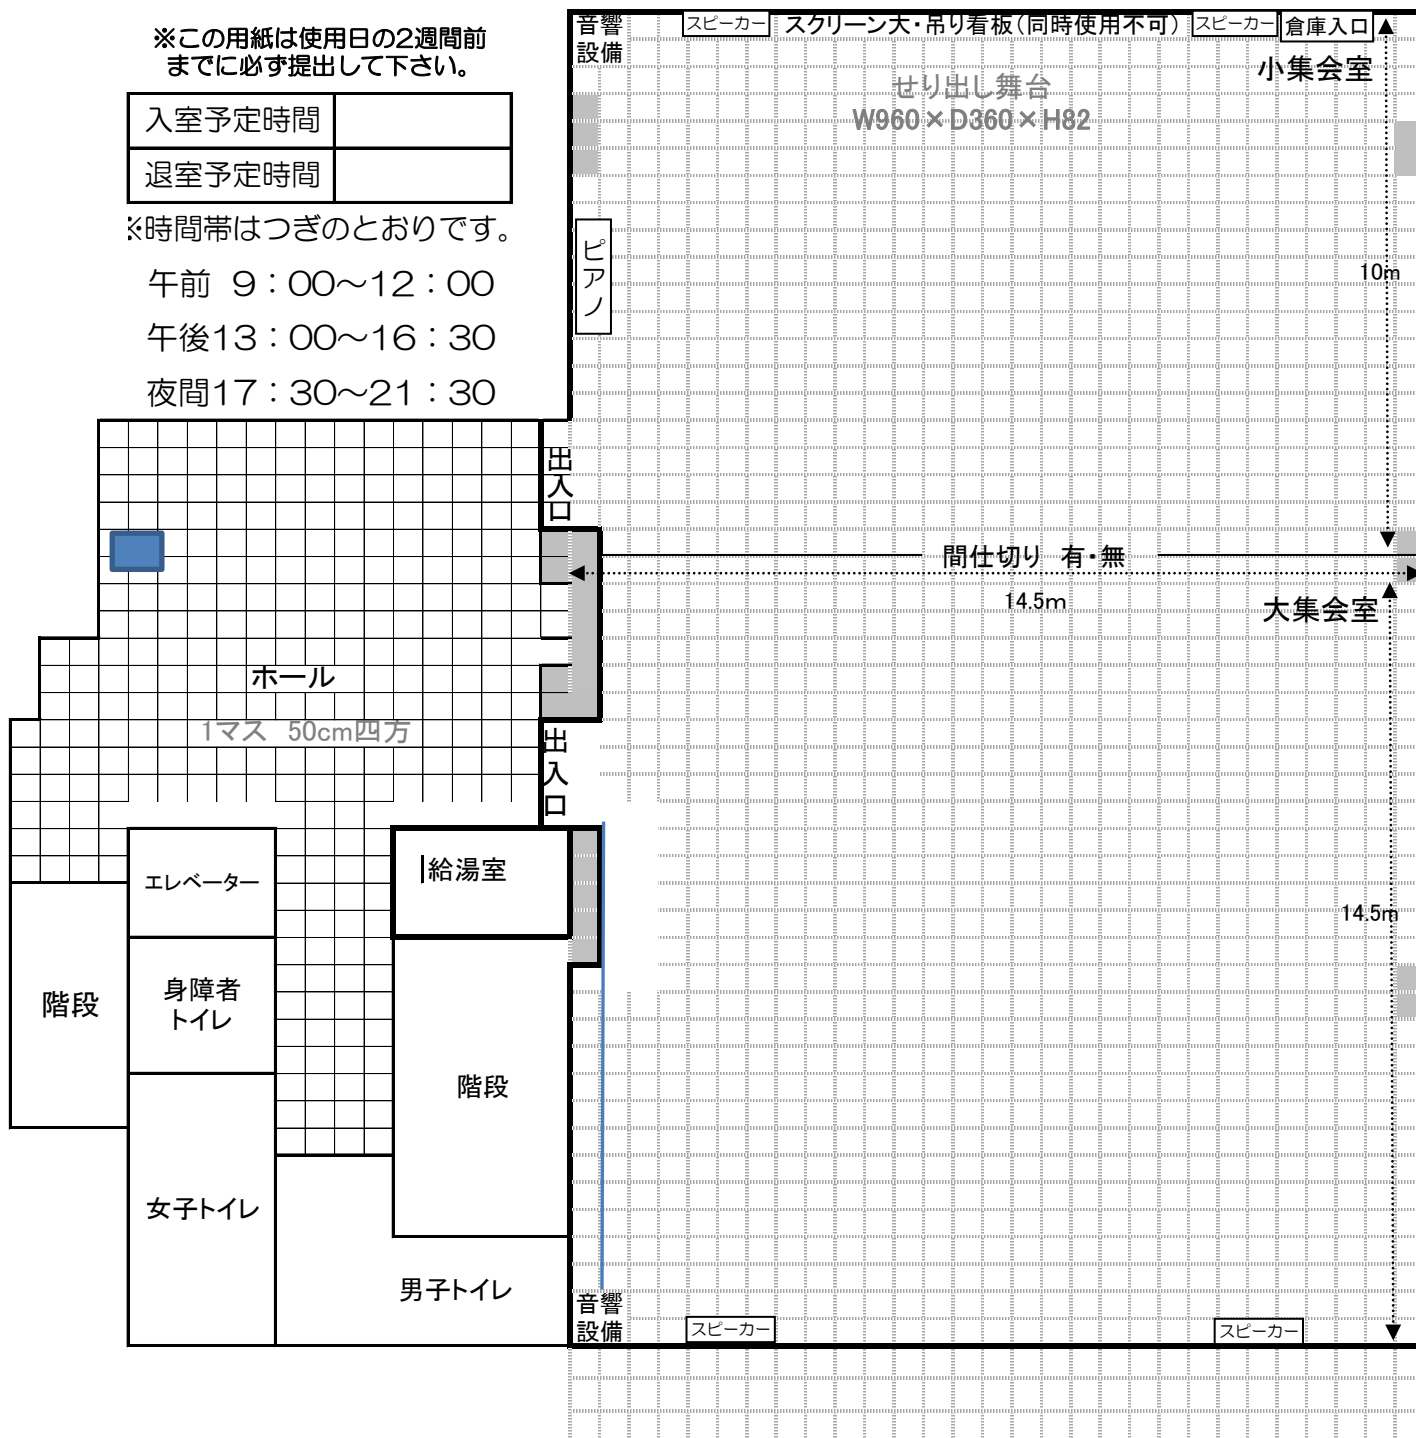 ※この用紙は使用日の2週間前
までに必ず提出して下さい。
入室予定時間
退室予定時間
※時間帯はつぎのとおりです。
午前 9：00～12：00
午後13：00～16：30
夜間17：30～21：30
音響
設備
スピーカー
スクリーン大・吊り看板(同時使用不可)
スピーカー
倉庫入口
小集会室
せり出し舞台
W960×D360×H82
ピアノ
10m
出入口
間仕切り 有・無
14.5m
大集会室
ホール
1マス 50cm四方
出入口
給湯室
エレベーター
14.5m
階段
身障者
トイレ
階段
女子トイレ
男子トイレ
音響
設備
スピーカー
スピーカー